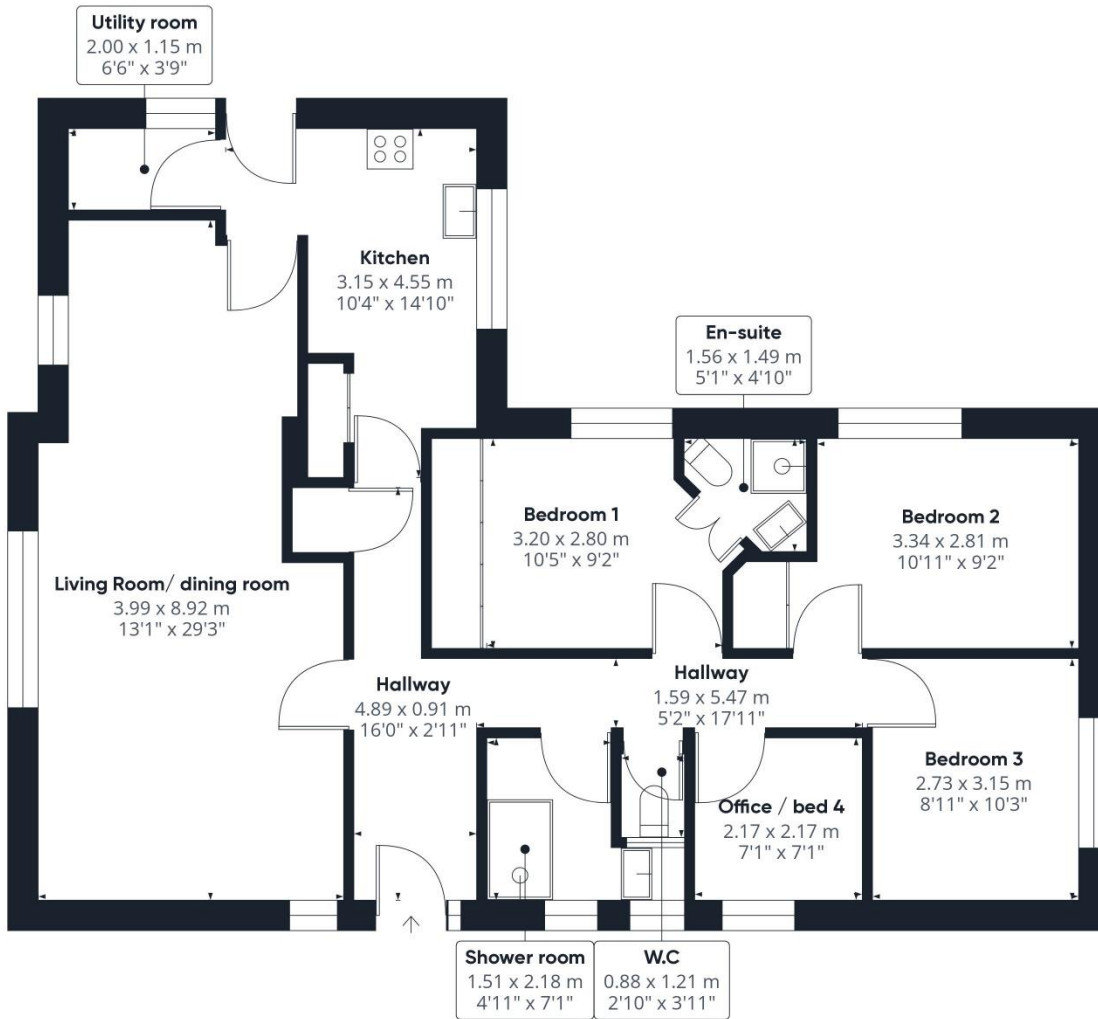 Utility room
2.00 x 1.15 m
6'6" x 3'9"
Kitchen
3.15 x 4.55 m
10'4" x 14'10"
En-suite
1.56 x 1.49 m
5'1" x 4'10"
Bedroom 1
3.20 x 2.80 m
10'5" x 9'2"
Bedroom 2
3.34 x 2.81 m
10'11" x 9'2"
Living Room/ dining room
3.99 x 8.92 m
13'1" x 29'3"
Hallway
4.89 x 0.91 m
16'0" x 2'11"
Hallway
1.59 x 5.47 m
5'2" x 17'11"
Bedroom 3
2.73 x 3.15 m
8'11" x 10'3"
Office / bed 4
2.17 x 2.17 m
7'1" x 7'1"
Shower room
1.51 x 2.18 m
4'11" x 7'1"
W.C
0.88 x 1.21 m
2'10" x 3'11"